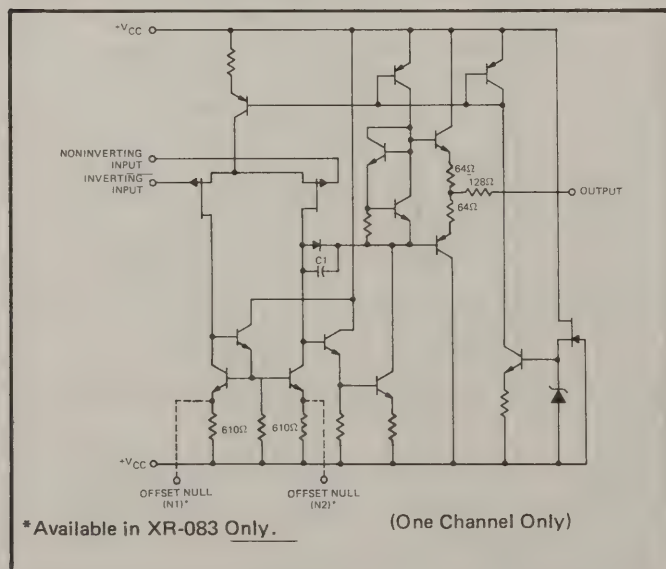 +VCC
NONINVERTING
INPUT
INVERTING
INPUT
64Ω
128Ω
64Ω
OUTPUT
C1
610Ω
610Ω
+VCC
OFFSET NULL
(N1)*
OFFSET NULL
(N2)*
*Available in XR-083 Only.
(One Channel Only)